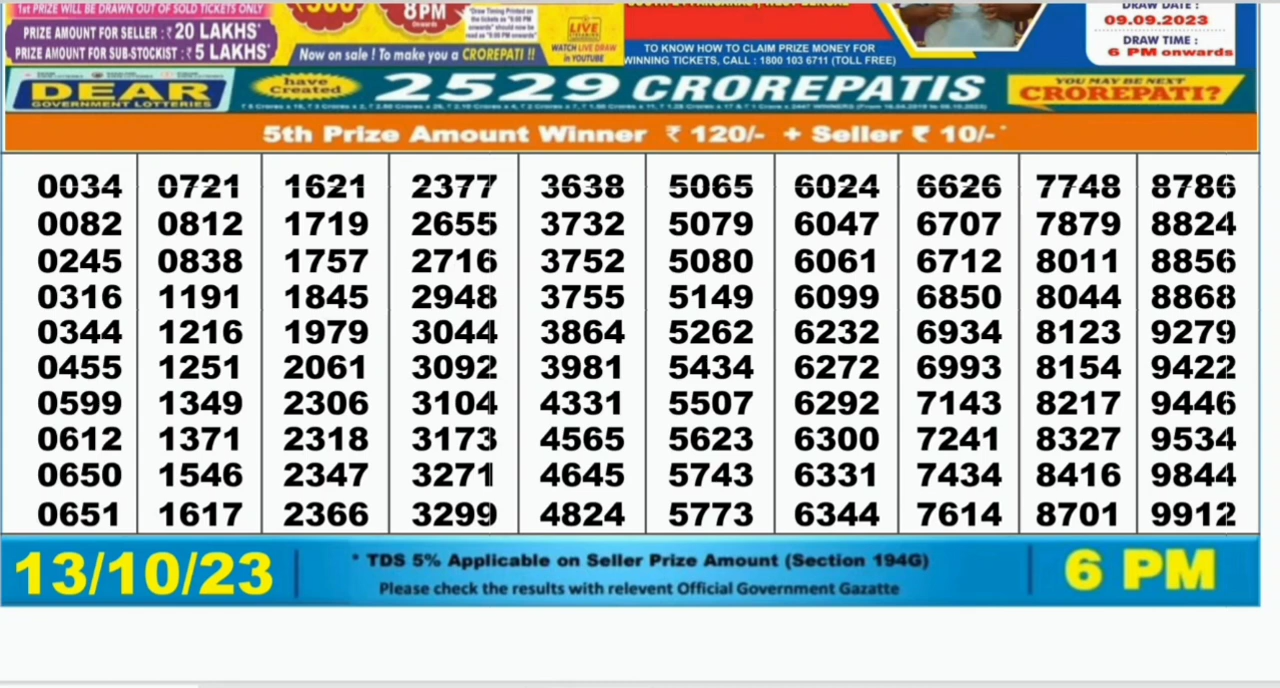 1st PRIZE WILL BE DRAWN OUT OF SOLD TICKETS ONLY
PRIZE AMOUNT FOR SELLER : ₹ 20 LAKHS*
PRIZE AMOUNT FOR SUB-STOCKIST : ₹ 5 LAKHS*
8PM
Onwards
Now on sale ! To make you a CROREPATI !!
LIVE
WATCH LIVE DRAW
in YOUTUBE
TO KNOW HOW TO CLAIM PRIZE MONEY FOR
WINNING TICKETS, CALL : 1800 103 6711 (TOLL FREE)
DRAW DATE :
09.09.2023
DRAW TIME :
6 PM onwards
DEAR
GOVERNMENT LOTTERIES
have
Created
2529 CROREPATIS
YOU MAY BE NEXT
CROREPATI?
5th Prize Amount Winner ₹ 120/- + Seller ₹ 10/-*
0034 0721 1621 2377 3638 5065 6024 6626 7748 8786
0082 0812 1719 2655 3732 5079 6047 6707 7879 8824
0245 0838 1757 2716 3752 5080 6061 6712 8011 8856
0316 1191 1845 2948 3755 5149 6099 6850 8044 8868
0344 1216 1979 3044 3864 5262 6232 6934 8123 9279
0455 1251 2061 3092 3981 5434 6272 6993 8154 9422
0599 1349 2306 3104 4331 5507 6292 7143 8217 9446
0612 1371 2318 3173 4565 5623 6300 7241 8327 9534
0650 1546 2347 3271 4645 5743 6331 7434 8416 9844
0651 1617 2366 3299 4824 5773 6344 7614 8701 9912
13/10/23
* TDS 5% Applicable on Seller Prize Amount (Section 194G)
Please check the results with relevent Official Government Gazatte
6 PM